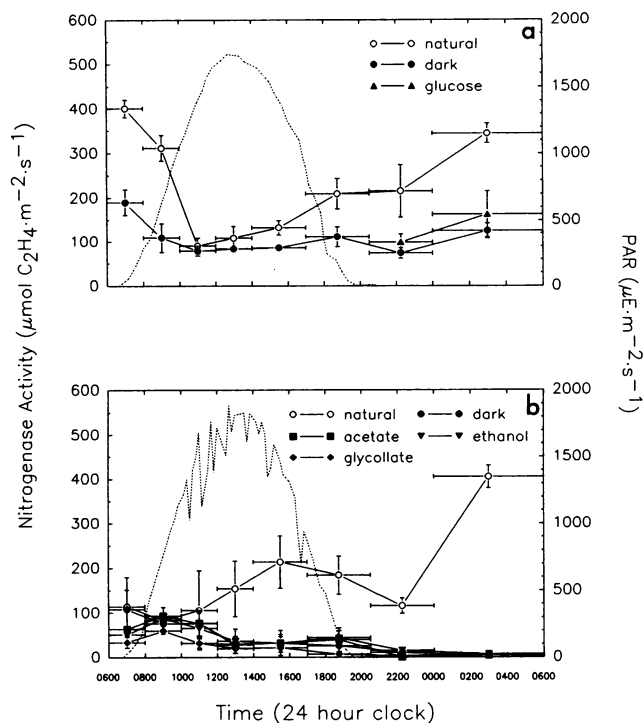 a
natural
dark
glucose
600
500
400
300
200
100
0
2000
1500
1000
500
0
Nitrogenase Activity (μmol C₂H₄·m⁻²·s⁻¹)
PAR (μE·m⁻²·s⁻¹)
b
natural
dark
acetate
ethanol
glycollate
600
500
400
300
200
100
0
2000
1500
1000
500
0
0600 0800 1000 1200 1400 1600 1800 2000 2200 0000 0200 0400 0600
Time (24 hour clock)